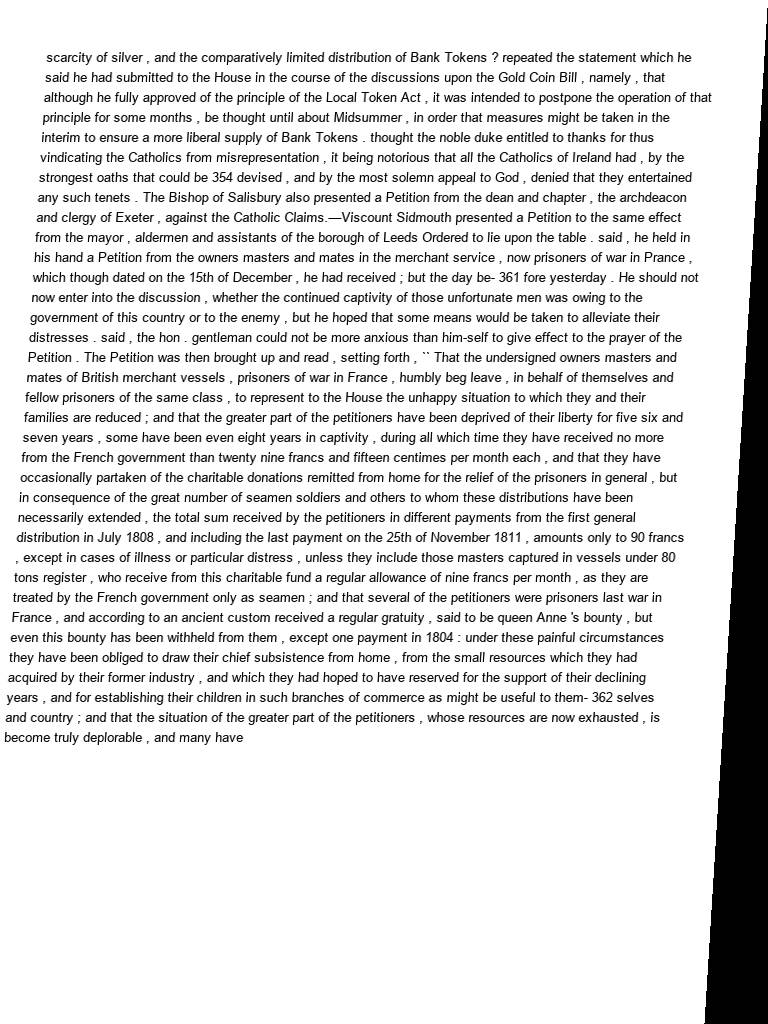 scarcity of silver , and the comparatively limited distribution of Bank Tokens ? repeated the statement which he
said he had submitted to the House in the course of the discussions upon the Gold Coin Bill , namely , that
although he fully approved of the principle of the Local Token Act , it was intended to postpone the operation of that
principle for some months , be thought until about Midsummer , in order that measures might be taken in the
interim to ensure a more liberal supply of Bank Tokens . thought the noble duke entitled to thanks for thus
vindicating the Catholics from misrepresentation , it being notorious that all the Catholics of Ireland had , by the
strongest oaths that could be 354 devised , and by the most solemn appeal to God , denied that they entertained
any such tenets . The Bishop of Salisbury also presented a Petition from the dean and chapter , the archdeacon
and clergy of Exeter , against the Catholic Claims.—Viscount Sidmouth presented a Petition to the same effect
from the mayor , aldermen and assistants of the borough of Leeds Ordered to lie upon the table . said , he held in
his hand a Petition from the owners masters and mates in the merchant service , now prisoners of war in Prance ,
which though dated on the 15th of December , he had received ; but the day be- 361 fore yesterday . He should not
now enter into the discussion , whether the continued captivity of those unfortunate men was owing to the
government of this country or to the enemy , but he hoped that some means would be taken to alleviate their
distresses . said , the hon . gentleman could not be more anxious than him-self to give effect to the prayer of the
Petition . The Petition was then brought up and read , setting forth , `` That the undersigned owners masters and
mates of British merchant vessels , prisoners of war in France , humbly beg leave , in behalf of themselves and
fellow prisoners of the same class , to represent to the House the unhappy situation to which they and their
families are reduced ; and that the greater part of the petitioners have been deprived of their liberty for five six and
seven years , some have been even eight years in captivity , during all which time they have received no more
from the French government than twenty nine francs and fifteen centimes per month each , and that they have
occasionally partaken of the charitable donations remitted from home for the relief of the prisoners in general , but
in consequence of the great number of seamen soldiers and others to whom these distributions have been
necessarily extended , the total sum received by the petitioners in different payments from the first general
distribution in July 1808 , and including the last payment on the 25th of November 1811 , amounts only to 90 francs
, except in cases of illness or particular distress , unless they include those masters captured in vessels under 80
tons register , who receive from this charitable fund a regular allowance of nine francs per month , as they are
treated by the French government only as seamen ; and that several of the petitioners were prisoners last war in
France , and according to an ancient custom received a regular gratuity , said to be queen Anne 's bounty , but
even this bounty has been withheld from them , except one payment in 1804 : under these painful circumstances
they have been obliged to draw their chief subsistence from home , from the small resources which they had
acquired by their former industry , and which they had hoped to have reserved for the support of their declining
years , and for establishing their children in such branches of commerce as might be useful to them- 362 selves
and country ; and that the situation of the greater part of the petitioners , whose resources are now exhausted , is
become truly deplorable , and many have